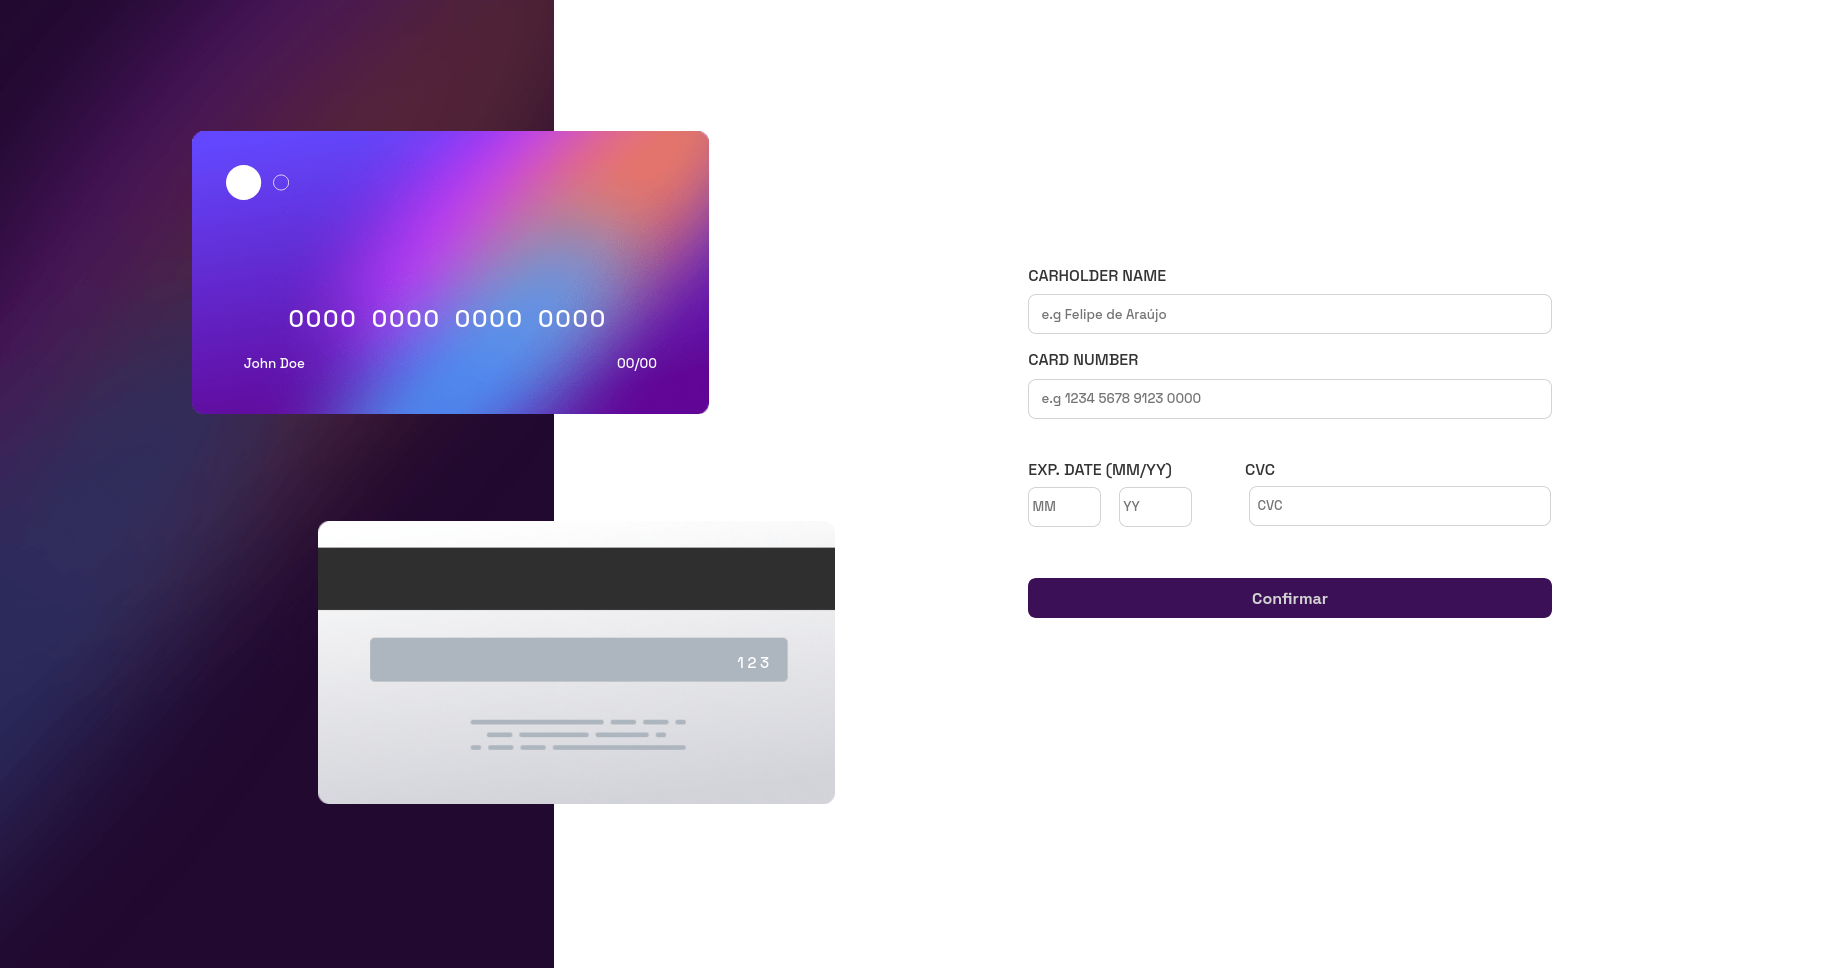 0000 0000 0000 0000
John Doe 00/00
123
CARHOLDER NAME
e.g Felipe de Araújo
CARD NUMBER
e.g 1234 5678 9123 0000
EXP. DATE (MM/YY) CVC
MM YY CVC
Confirmar